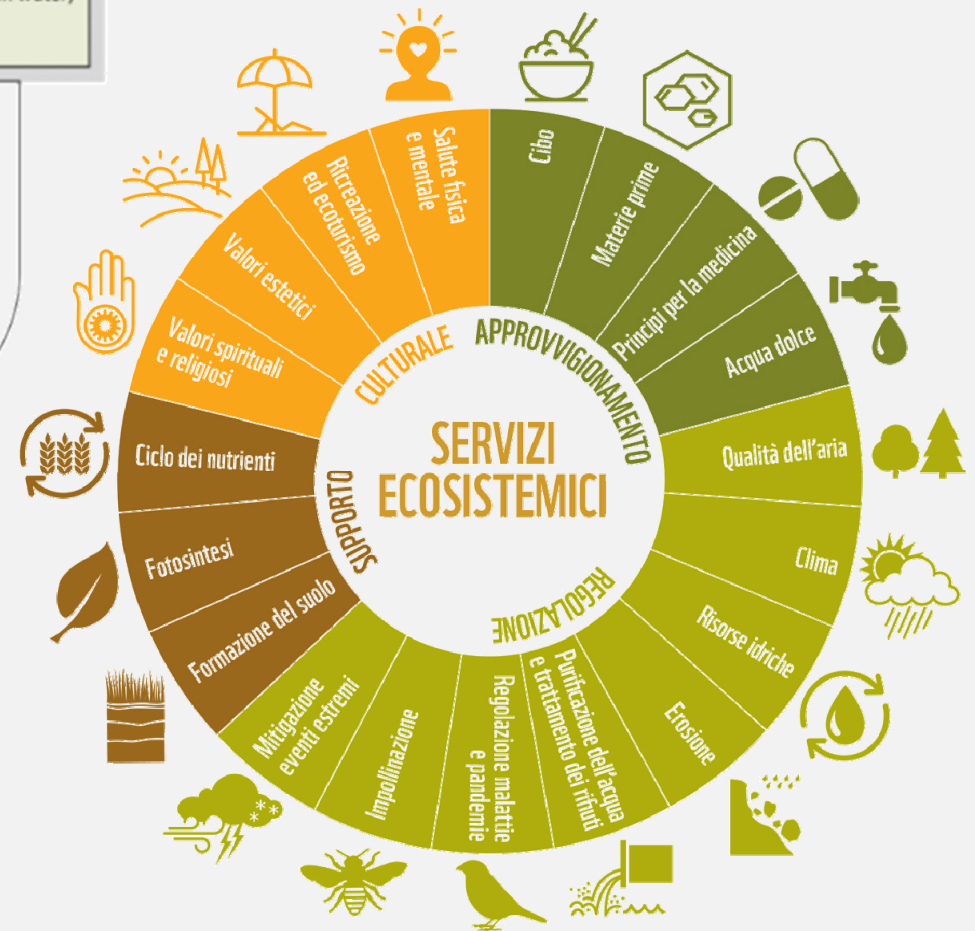 water,
SERVIZI
ECOSISTEMICI
CULTURALE
APPROVVIGIONAMENTO
REGOLAZIONE
SUPPORTO
Cibo
Materie prime
Principi per la medicina
Acqua dolce
Qualità dell'aria
Clima
Risorse idriche
Erosione
Purificazione dell'acqua
e trattamento dei rifiuti
Regolazione malattie
e pandemie
Impollinazione
Mitigazione
eventi estremi
Formazione del suolo
Fotosintesi
Ciclo dei nutrienti
Valori spirituali
e religiosi
Valori estetici
Ricreazione
ed ecoturismo
Salute fisica
e mentale